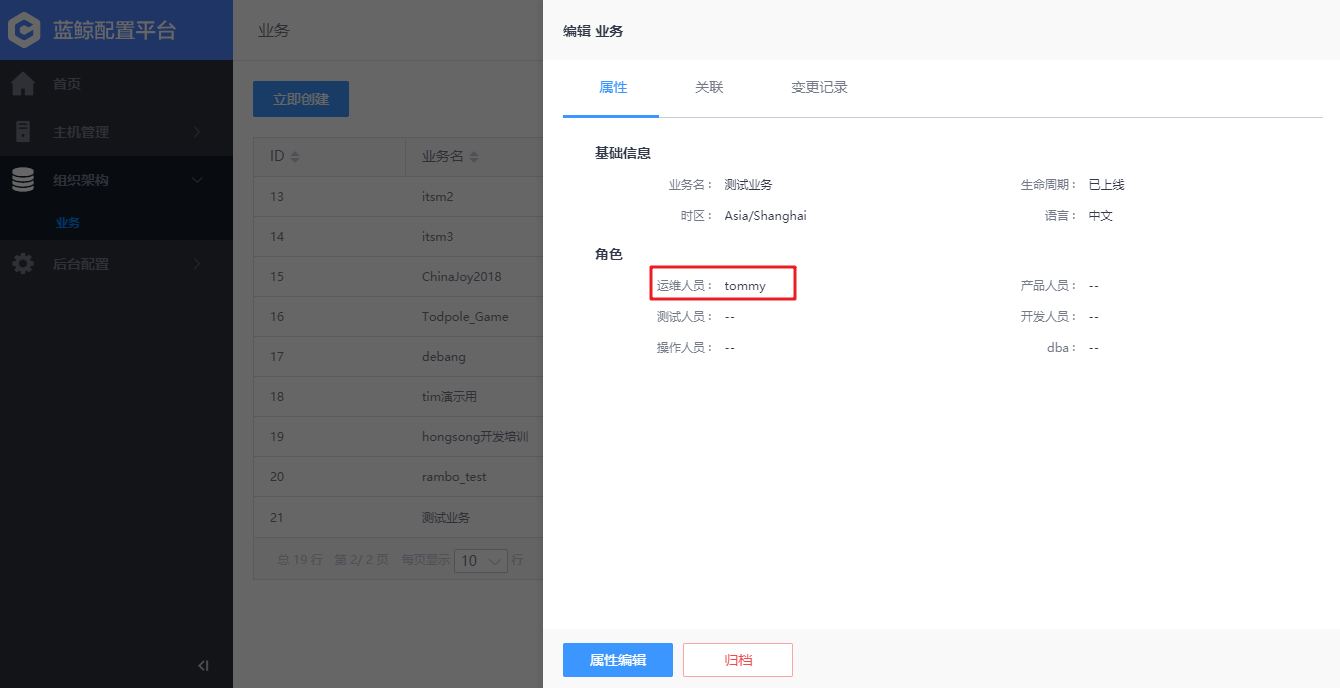 蓝鲸配置平台
首页
主机管理
组织架构
业务
后台配置
业务
立即创建
ID 业务名
13 itsm2
14 itsm3
15 ChinaJoy2018
16 Todpole_Game
17 debang
18 tim演示用
19 hongsong开发培训
20 rambo_test
21 测试业务
总 19 行 第 2/ 2 页 每页显示 10 行
编辑 业务
属性 关联 变更记录
基础信息
业务名： 测试业务 生命周期： 已上线
时区： Asia/Shanghai 语言： 中文
角色
运维人员： tommy 产品人员： --
测试人员： -- 开发人员： --
操作人员： -- dba： --
属性编辑 归档